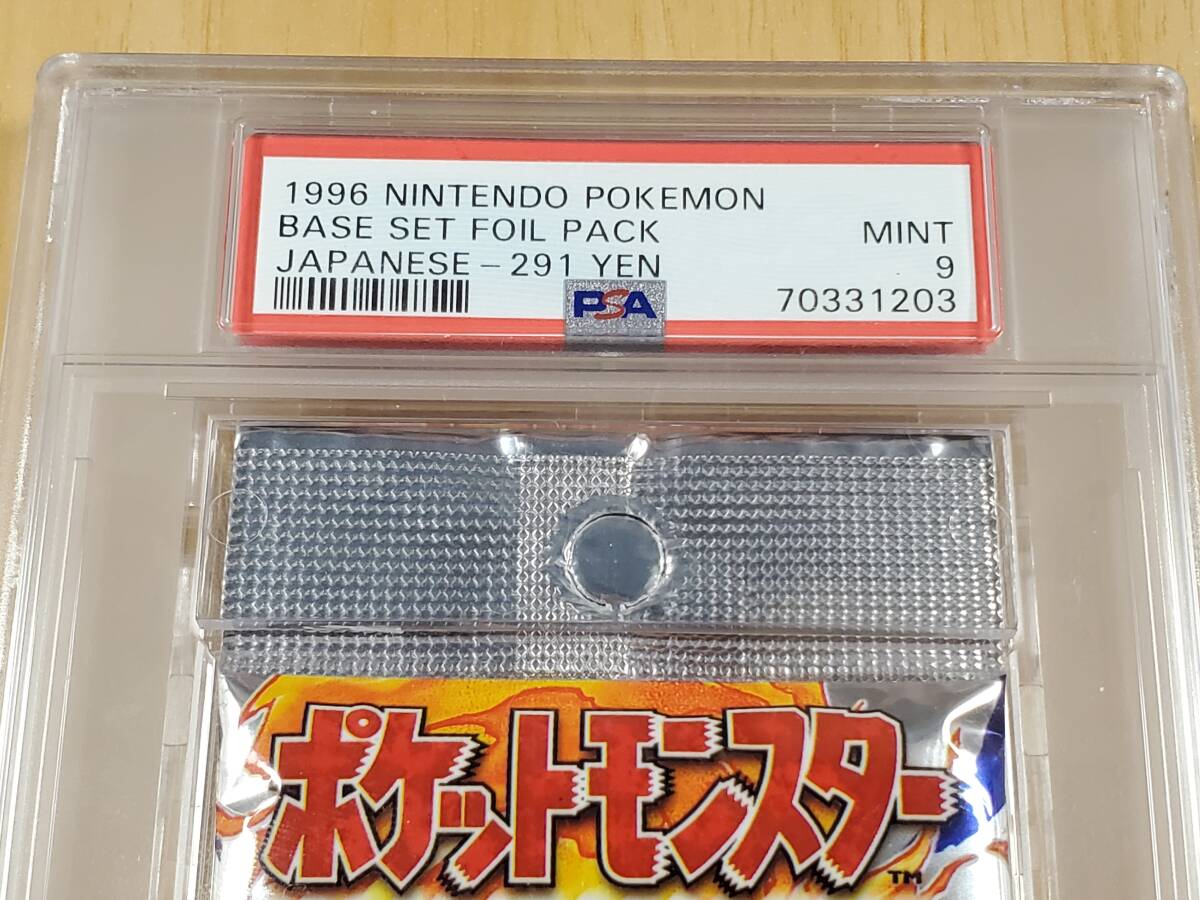 1996 NINTENDO POKEMON
BASE SET FOIL PACK MINT
JAPANESE - 291 YEN 9
PSA 70331203
ポケットモンスター
TM